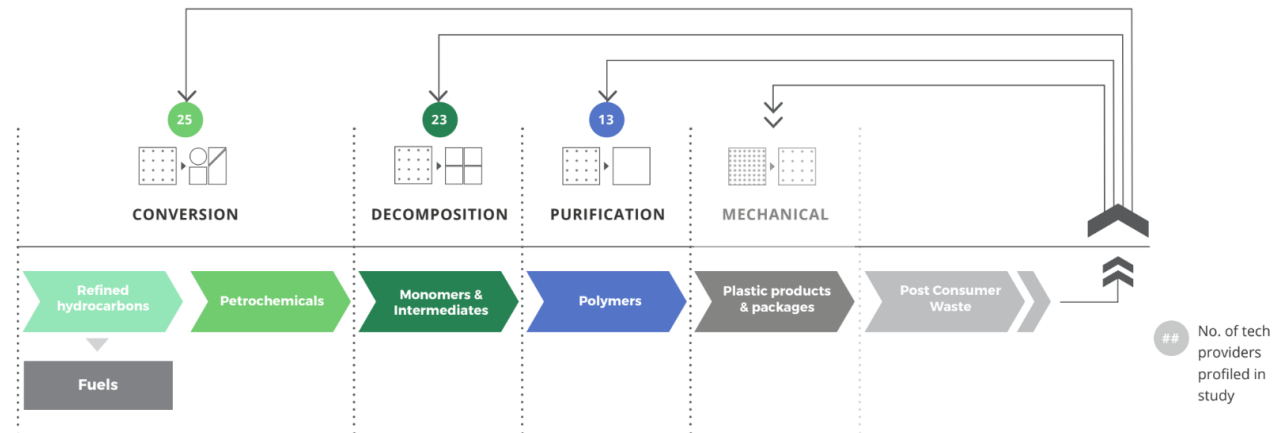 25
23
13
CONVERSION
DECOMPOSITION
PURIFICATION
MECHANICAL
Refined
hydrocarbons
Petrochemicals
Monomers &
Intermediates
Polymers
Plastic products
& packages
Post Consumer
Waste
Fuels
##
No. of tech
providers
profiled in
study